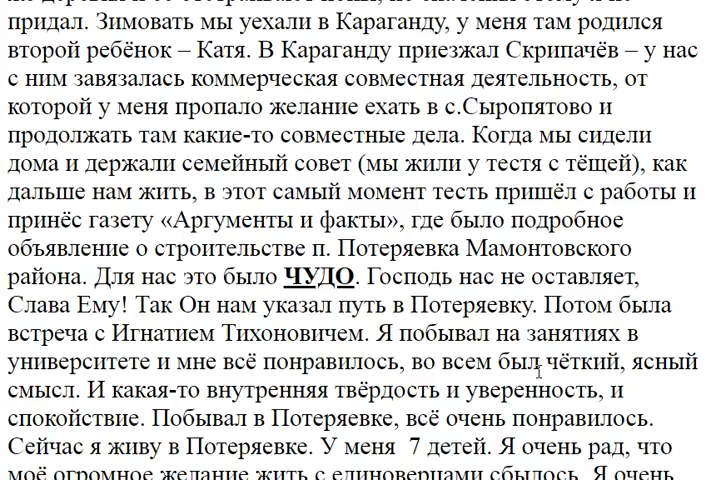 придал. Зимовать мы уехали в Караганду, у меня там родился
второй ребёнок – Катя. В Караганду приезжал Скрипачёв – у нас
с ним завязалась коммерческая совместная деятельность, от
которой у меня пропало желание ехать в с.Сыропятово и
продолжать там какие-то совместные дела. Когда мы сидели
дома и держали семейный совет (мы жили у тестя с тёщей), как
дальше нам жить, в этот самый момент тесть пришёл с работы и
принёс газету «Аргументы и факты», где было подробное
объявление о строительстве п. Потеряевка Мамонтовского
района. Для нас это было ЧУДО. Господь нас не оставляет,
Слава Ему! Так Он нам указал путь в Потеряевку. Потом была
встреча с Игнатием Тихоновичем. Я побывал на занятиях в
университете и мне всё понравилось, во всем был чёткий, ясный
смысл. И какая-то внутренняя твёрдость и уверенность, и
спокойствие. Побывал в Потеряевке, всё очень понравилось.
Сейчас я живу в Потеряевке. У меня  7 детей. Я очень рад, что
моё огромное желание жить с единоверцами сбылось. Я очень